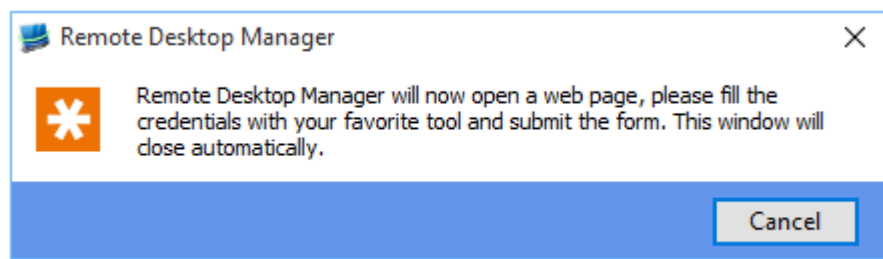 Remote Desktop Manager
Remote Desktop Manager will now open a web page, please fill the
credentials with your favorite tool and submit the form. This window will
close automatically.
Cancel